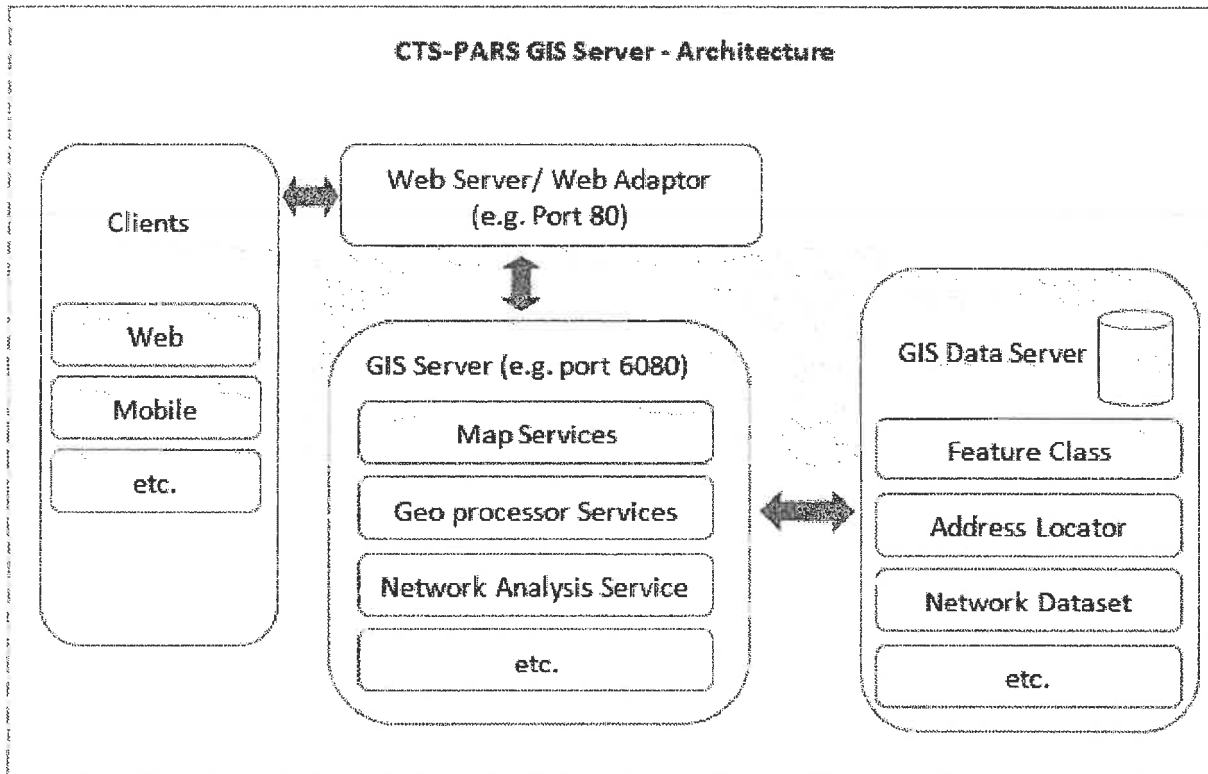 CTS-PARS GIS Server - Architecture
Clients
Web
Mobile
etc.
Web Server/ Web Adaptor
(e.g. Port 80)
GIS Server (e.g. port 6080)
Map Services
Geo processor Services
Network Analysis Service
etc.
GIS Data Server
Feature Class
Address Locator
Network Dataset
etc.